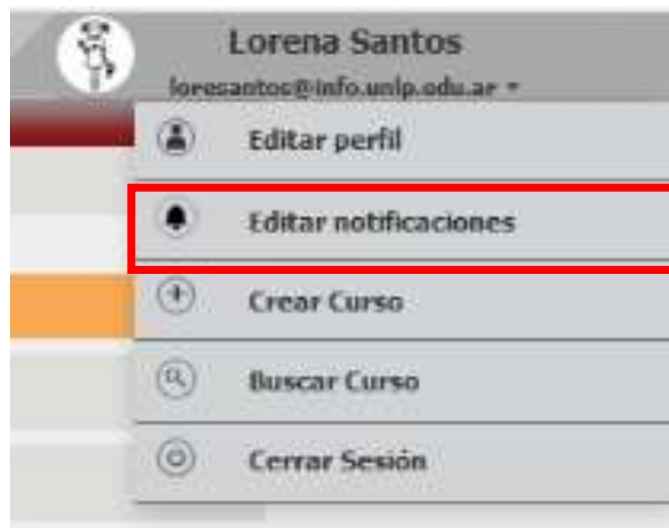 Lorena Santos
loresantos@info.unlp.edu.ar
Editar perfil
Editar notificaciones
Crear Curso
Buscar Curso
Cerrar Sesión